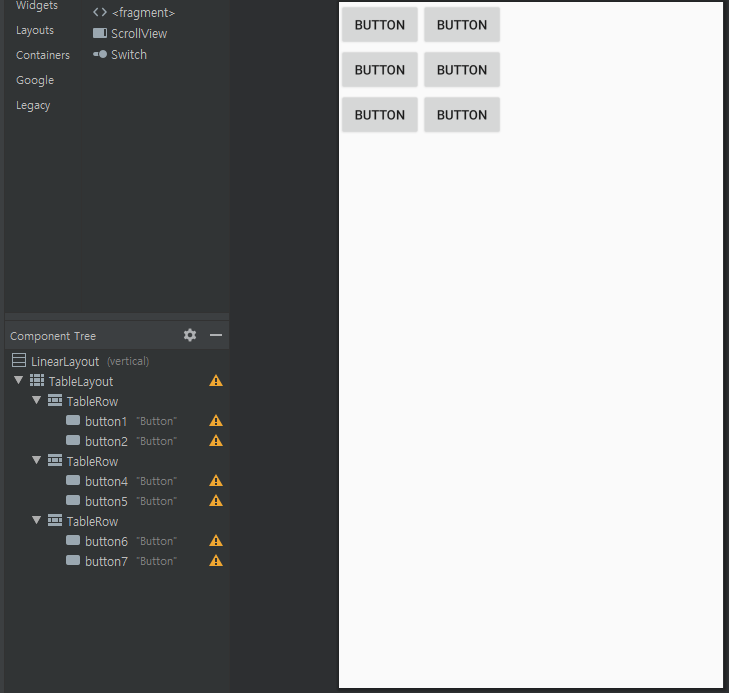 Widgets
Layouts
Containers
Google
Legacy
<fragment>
ScrollView
Switch
BUTTON BUTTON
BUTTON BUTTON
BUTTON BUTTON
Component Tree
LinearLayout (vertical)
TableLayout
TableRow
button1 "Button"
button2 "Button"
TableRow
button4 "Button"
button5 "Button"
TableRow
button6 "Button"
button7 "Button"